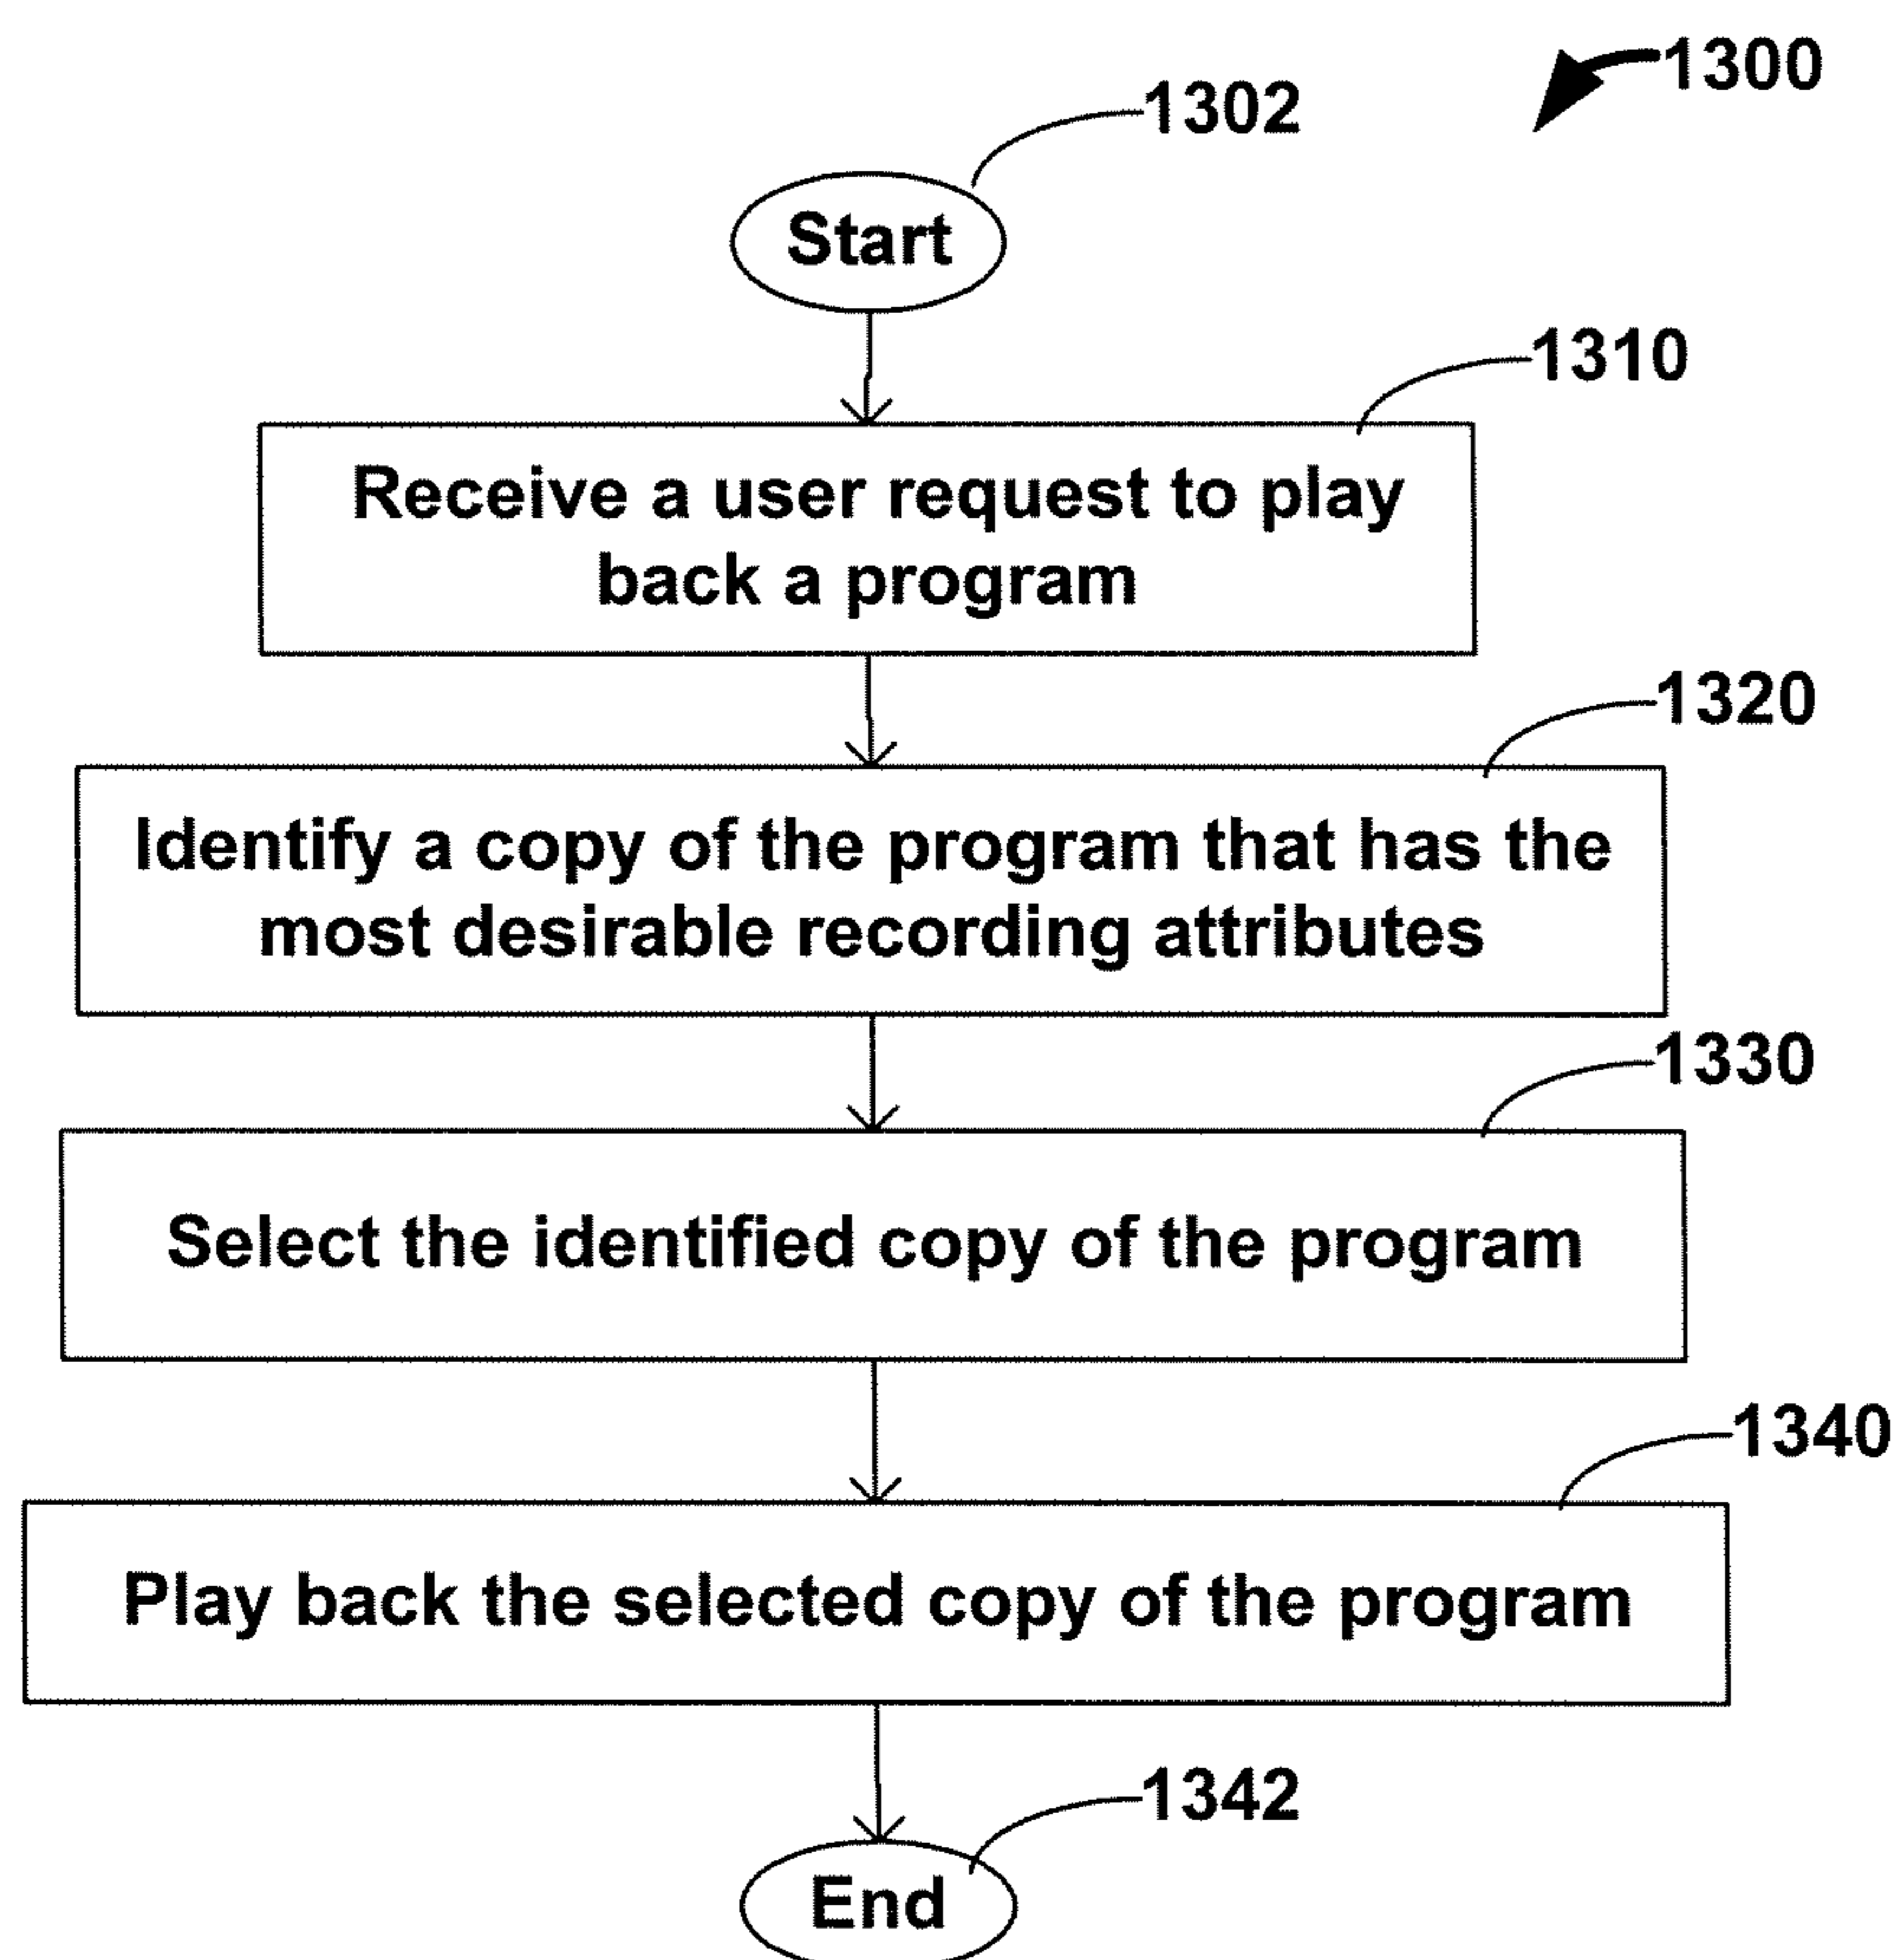 1300
1302
Start
1310
Receive a user request to play
back a program
1320
Identify a copy of the program that has the
most desirable recording attributes
1330
Select the identified copy of the program
1340
Play back the selected copy of the program
1342
End